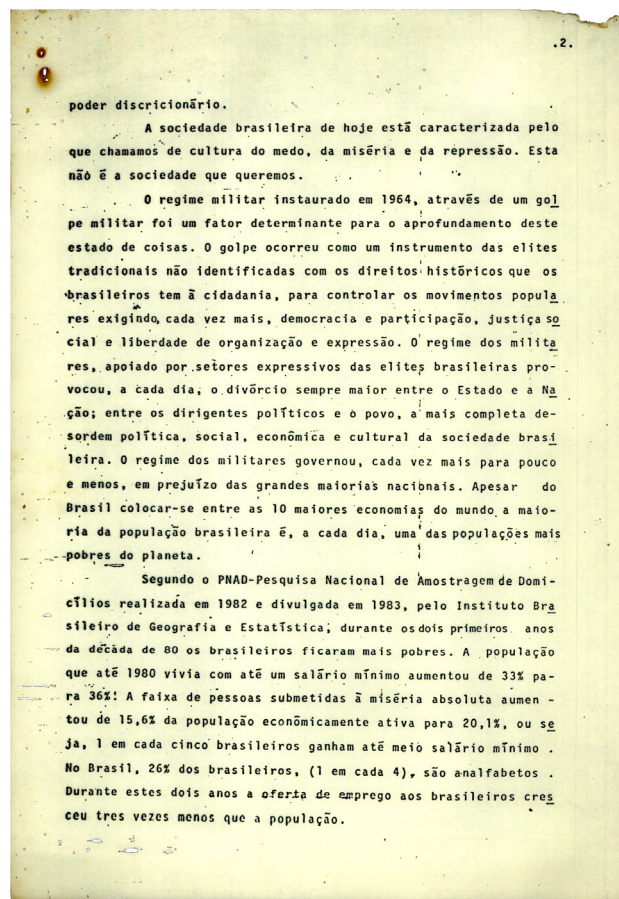 .2.
poder discricionário.
A sociedade brasileira de hoje está caracterizada pelo
que chamamos de cultura do medo, da miséria e da repressão. Esta
não é a sociedade que queremos.
O regime militar instaurado em 1964, através de um gol
pe militar foi um fator determinante para o aprofundamento deste
estado de coisas. O golpe ocorreu como um instrumento das elites
tradicionais não identificadas com os direitos históricos que os
brasileiros tem ã cidadania, para controlar os movimentos popula
res exigindo, cada vez mais, democracia e participação, justiça so
cial e liberdade de organização e expressão. O regime dos milita
res, apoiado por setores expressivos das elites brasileiras pro-
vocou, a cada dia, o divórcio sempre maior entre o Estado e a Na
ção; entre os dirigentes políticos e o povo, a mais completa de-
sordem política, social, econômica e cultural da sociedade brasi
leira. O regime dos militares governou, cada vez mais para pouco
e menos, em prejuízo das grandes maiorias nacionais. Apesar do
Brasil colocar-se entre as 10 maiores economias do mundo a maio-
ria da população brasileira é, a cada dia, uma das populações mais
pobres do planeta.
Segundo o PNAD-Pesquisa Nacional de Amostragem de Domi-
cílios realizada em 1982 e divulgada em 1983, pelo Instituto Bra
sileiro de Geografia e Estatística, durante os dois primeiros anos
da década de 80 os brasileiros ficaram mais pobres. A população
que até 1980 vivia com até um salário mínimo aumentou de 33% pa-
ra 36%! A faixa de pessoas submetidas ã miséria absoluta aumen -
tou de 15,6% da população econômicamente ativa para 20,1%, ou se
ja, 1 em cada cinco brasileiros ganham até meio salário mínimo .
No Brasil, 26% dos brasileiros, (1 em cada 4), são analfabetos .
Durante estes dois anos a oferta de emprego aos brasileiros cres
ceu tres vezes menos que a população.